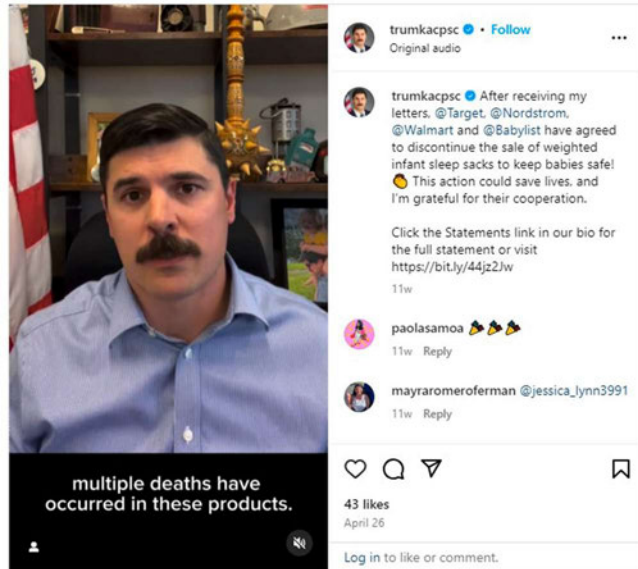 trumkacpsc • Follow
Original audio
trumkacpsc After receiving my
letters, @Target, @Nordstrom,
@Walmart and @Babylist have agreed
to discontinue the sale of weighted
infant sleep sacks to keep babies safe!
👏 This action could save lives, and
I'm grateful for their cooperation.
Click the Statements link in our bio for
the full statement or visit
https://bit.ly/44jz2Jw
11w
paolasamoa 🎉🎉🎉
11w Reply
mayraromeroferman @jessica_lynn3991
11w Reply
multiple deaths have
occurred in these products.
43 likes
April 26
Log in to like or comment.